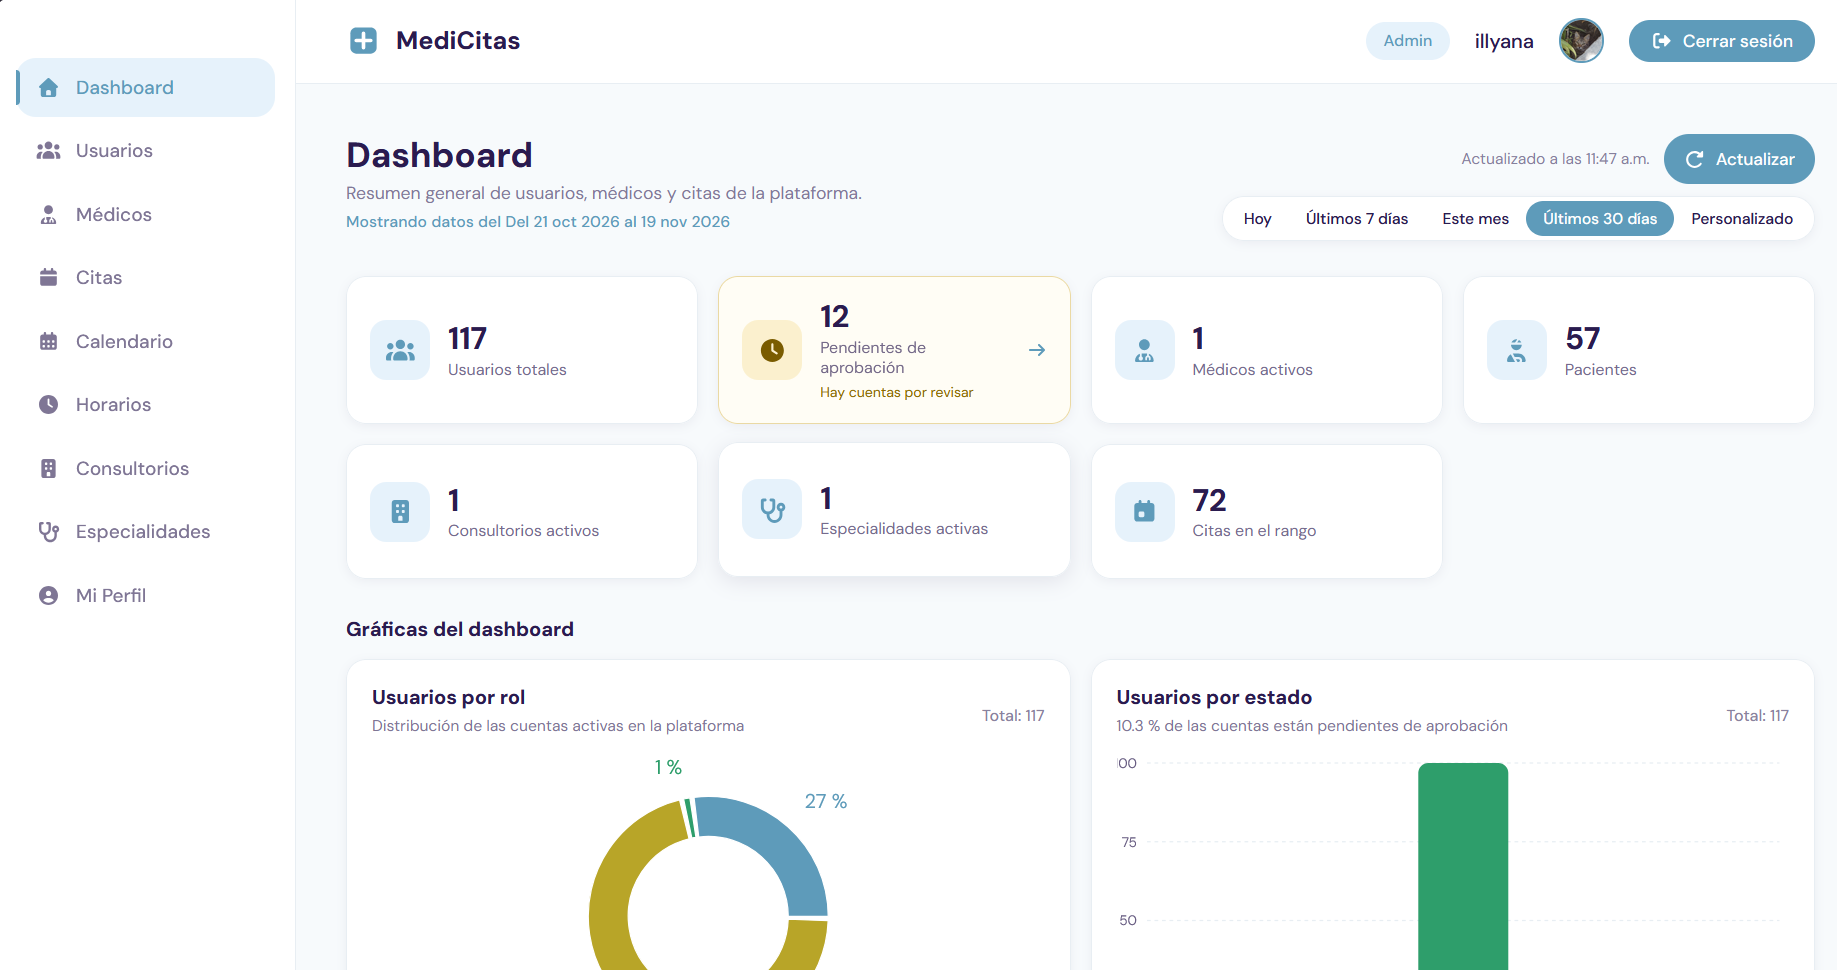 MediCitas
Admin
illyana
Cerrar sesión
Dashboard
Usuarios
Médicos
Citas
Calendario
Horarios
Consultorios
Especialidades
Mi Perfil
Dashboard
Resumen general de usuarios, médicos y citas de la plataforma.
Mostrando datos del Del 21 oct 2026 al 19 nov 2026
Actualizado a las 11:47 a.m.
Actualizar
Hoy
Últimos 7 días
Este mes
Últimos 30 días
Personalizado
117
Usuarios totales
12
Pendientes de
aprobación
Hay cuentas por revisar
1
Médicos activos
57
Pacientes
1
Consultorios activos
1
Especialidades activas
72
Citas en el rango
Gráficas del dashboard
Usuarios por rol
Distribución de las cuentas activas en la plataforma
Total: 117
1 %
27 %
Usuarios por estado
10.3 % de las cuentas están pendientes de aprobación
Total: 117
100
75
50